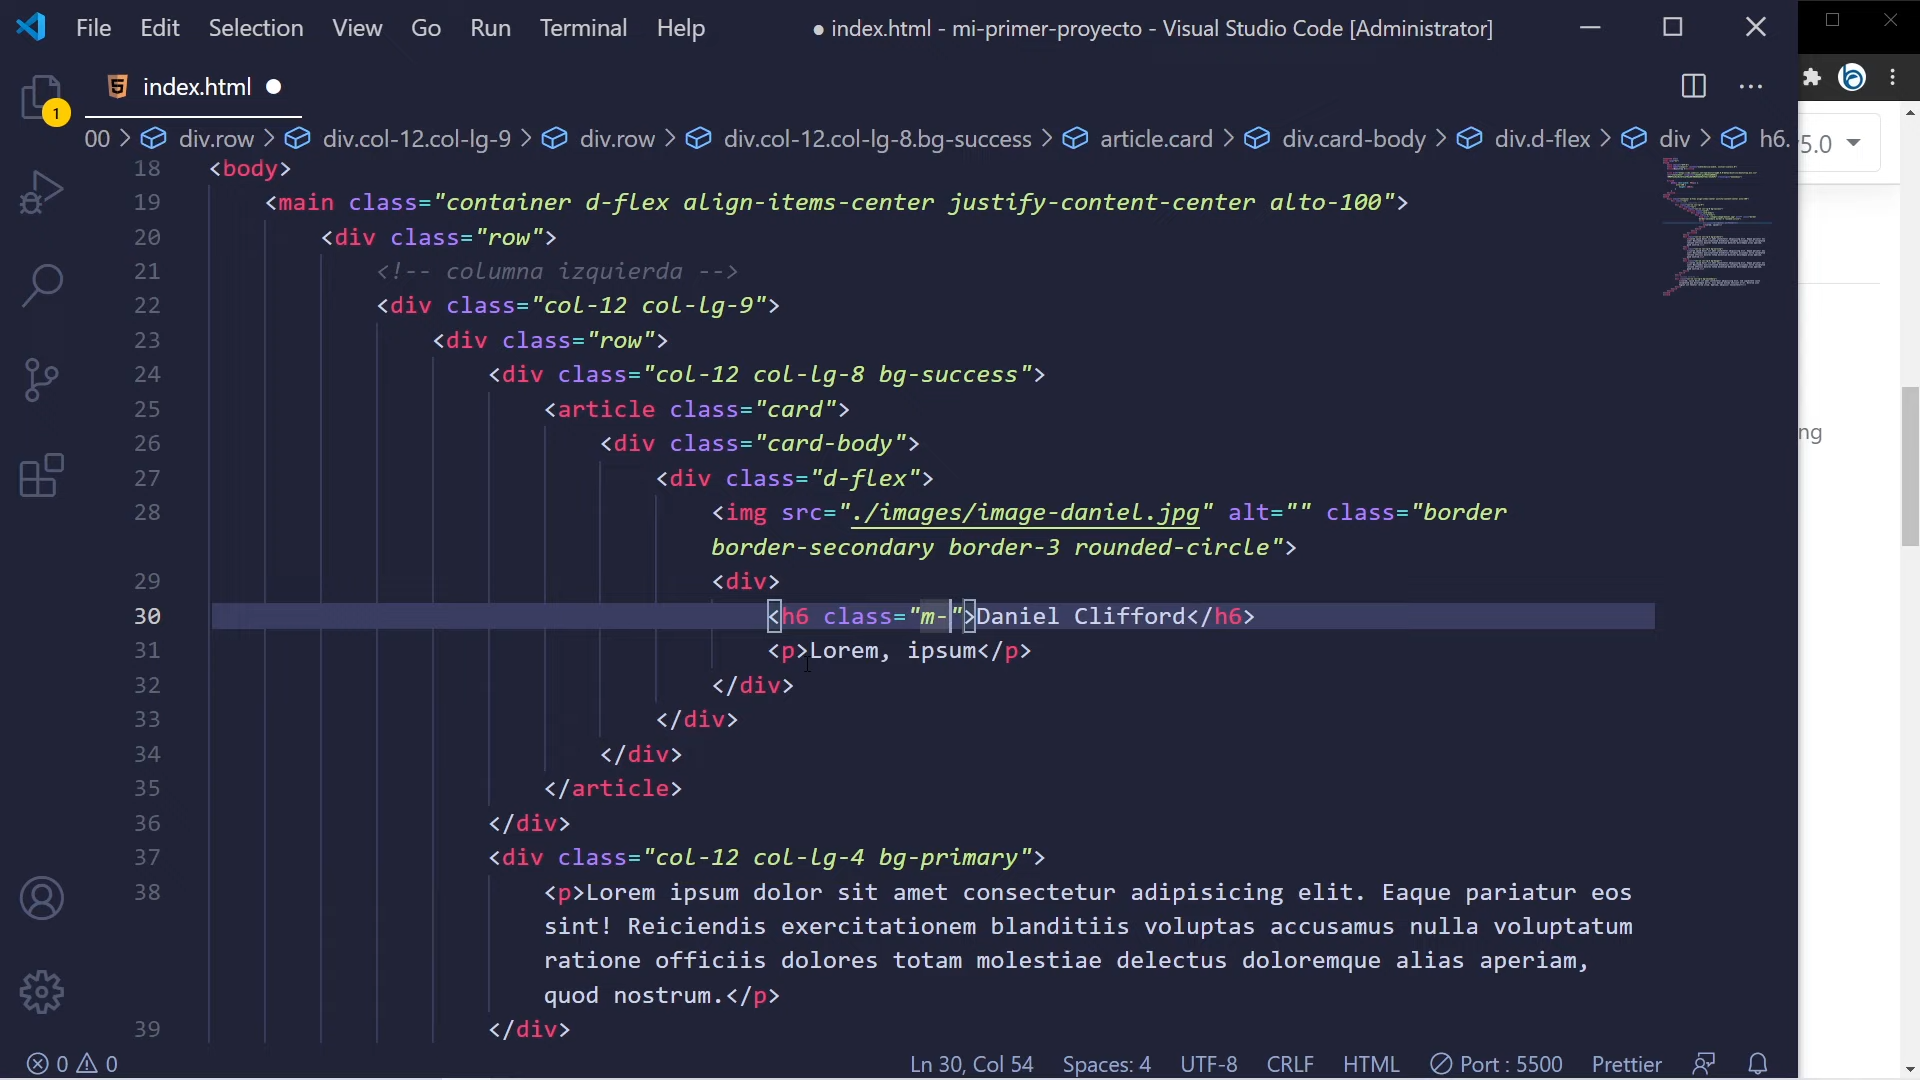 File Edit Selection View Go Run Terminal Help ● index.html - mi-primer-proyecto - Visual Studio Code [Administrator]
index.html
1
00 > div.row > div.col-12.col-lg-9 > div.row > div.col-12.col-lg-8.bg-success > article.card > div.card-body > div.d-flex > div > h6.
5.0
18 <body>
19 <main class="container d-flex align-items-center justify-content-center alto-100">
20 <div class="row">
21 <!-- columna izquierda -->
22 <div class="col-12 col-lg-9">
23 <div class="row">
24 <div class="col-12 col-lg-8 bg-success">
25 <article class="card">
26 <div class="card-body">
ng
27 <div class="d-flex">
28 <img src="./images/image-daniel.jpg" alt="" class="border
border-secondary border-3 rounded-circle">
29 <div>
30 <h6 class="m-">Daniel Clifford</h6>
31 <p>Lorem, ipsum</p>
32 </div>
33 </div>
34 </div>
35 </article>
36 </div>
37 <div class="col-12 col-lg-4 bg-primary">
38 <p>Lorem ipsum dolor sit amet consectetur adipisicing elit. Eaque pariatur eos
sint! Reiciendis exercitationem blanditiis voluptas accusamus nulla voluptatum
ratione officiis dolores totam molestiae delectus doloremque alias aperiam,
quod nostrum.</p>
39 </div>
0 0 Ln 30, Col 54 Spaces: 4 UTF-8 CRLF HTML Port : 5500 Prettier